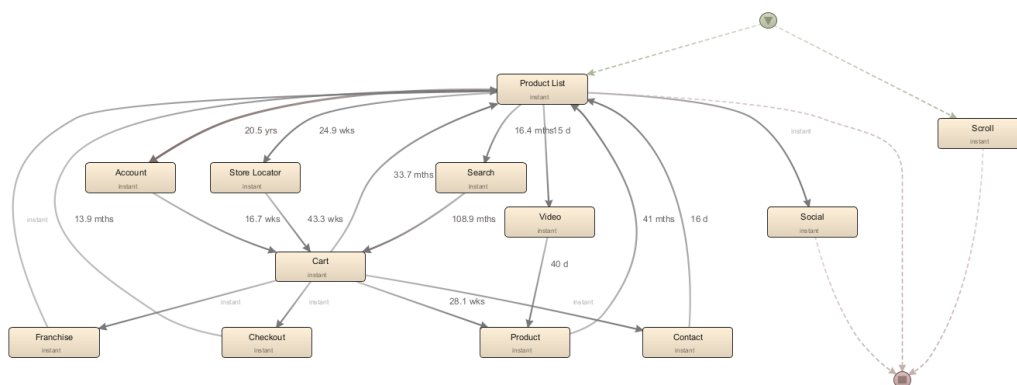 Product List
instant
Scroll
instant
20.5 yrs
24.9 wks
16.4 mths
15 d
instant
Account
instant
Store Locator
instant
33.7 mths
Search
instant
instant
13.9 mths
16.7 wks
43.3 wks
108.9 mths
Video
instant
41 mths
16 d
Social
instant
Cart
instant
40 d
instant
instant
28.1 wks
instant
Franchise
instant
Checkout
instant
Product
instant
Contact
instant